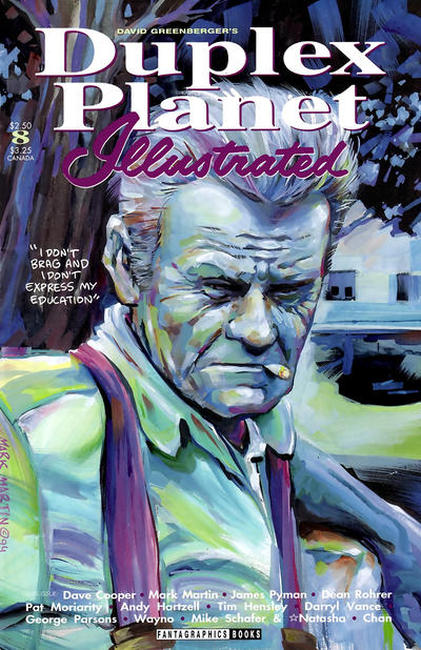 DAVID GREENBERGER'S
Duplex
Planet
Illustrated
$2.50
8
$3.25
CANADA
"I DON'T
BRAG AND
I DON'T
EXPRESS MY
EDUCATION"
MARK MARTIN ©94
ISSUE Dave Cooper · Mark Martin · James Pyman · Dean Rohrer
Pat Moriarity · Andy Hartzell · Tim Hensley · Darryl Vance
George Parsons · Wayno · Mike Schafer & ☆Natasha · Chan
FANTAGRAPHICS BOOKS